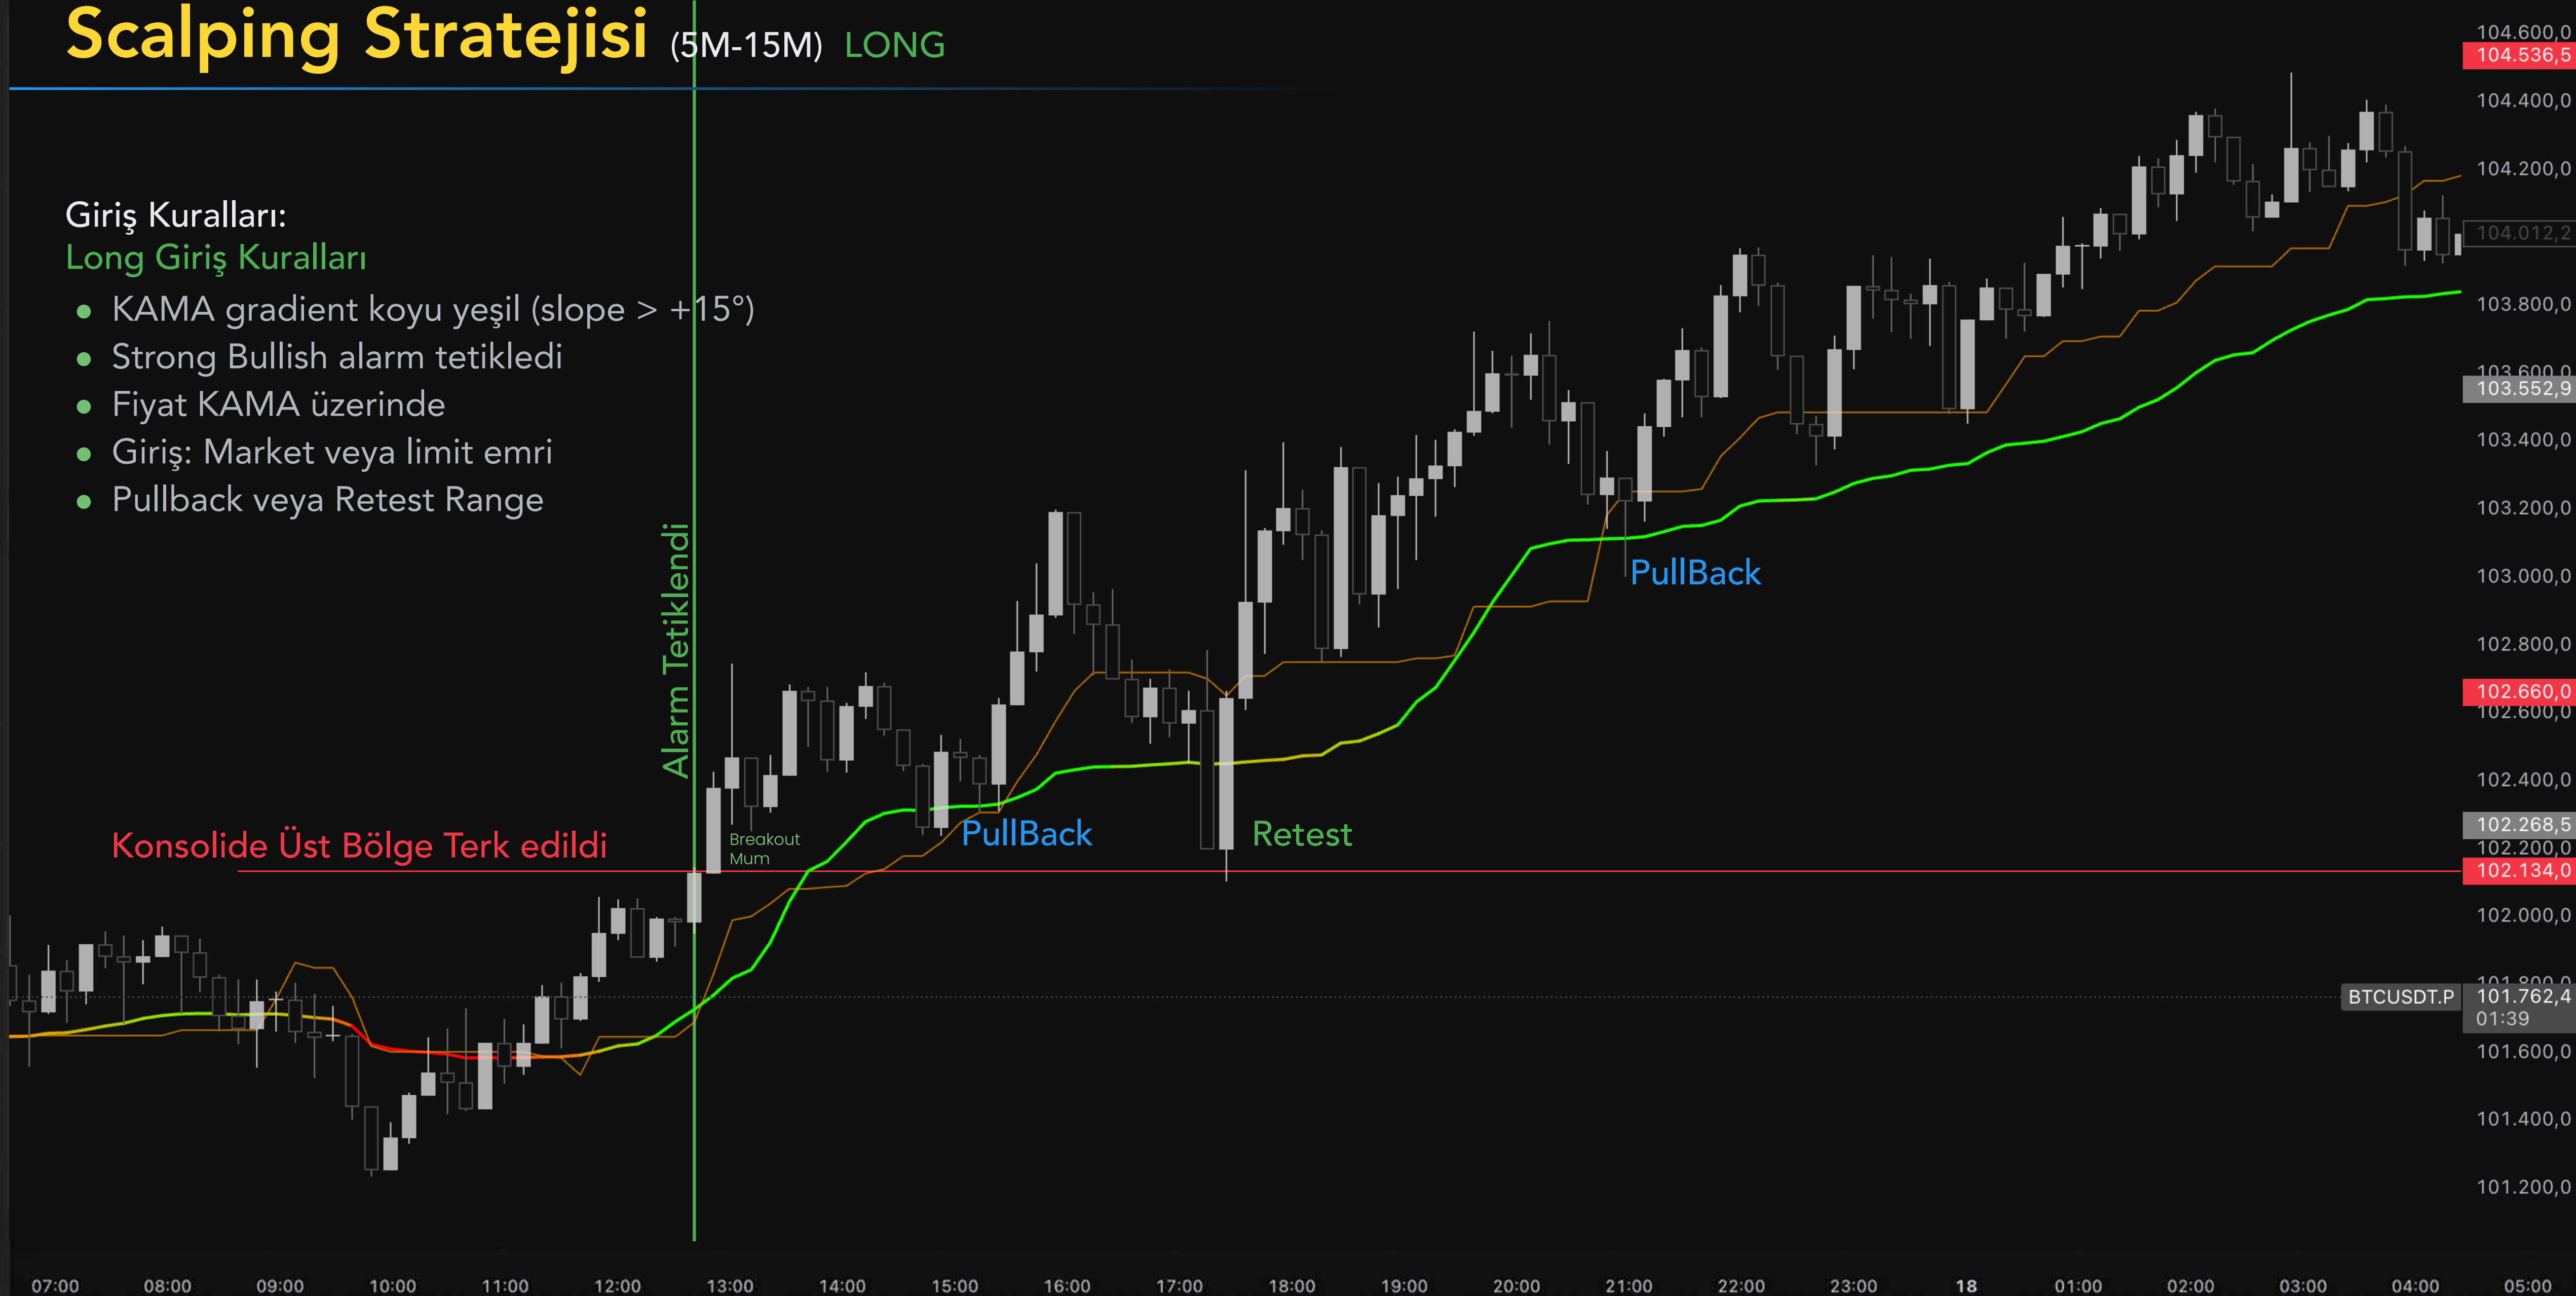 Scalping Stratejisi (5M-15M) LONG
Giriş Kuralları:
Long Giriş Kuralları
KAMA gradient koyu yeşil (slope > +15°)
Strong Bullish alarm tetikledi
Fiyat KAMA üzerinde
Giriş: Market veya limit emri
Pullback veya Retest Range
Alarm Tetiklendi
Konsolide Üst Bölge Terk edildi
Breakout
Mum
PullBack
Retest
PullBack
104.600,0
104.536,5
104.400,0
104.200,0
104.012,2
103.800,0
103.600,0
103.552,9
103.400,0
103.200,0
103.000,0
102.800,0
102.660,0
102.600,0
102.400,0
102.268,5
102.200,0
102.134,0
102.000,0
101.800,0
BTCUSDT.P 101.762,4
01:39
101.600,0
101.400,0
101.200,0
07:00 08:00 09:00 10:00 11:00 12:00 13:00 14:00 15:00 16:00 17:00 18:00 19:00 20:00 21:00 22:00 23:00 18 01:00 02:00 03:00 04:00 05:00